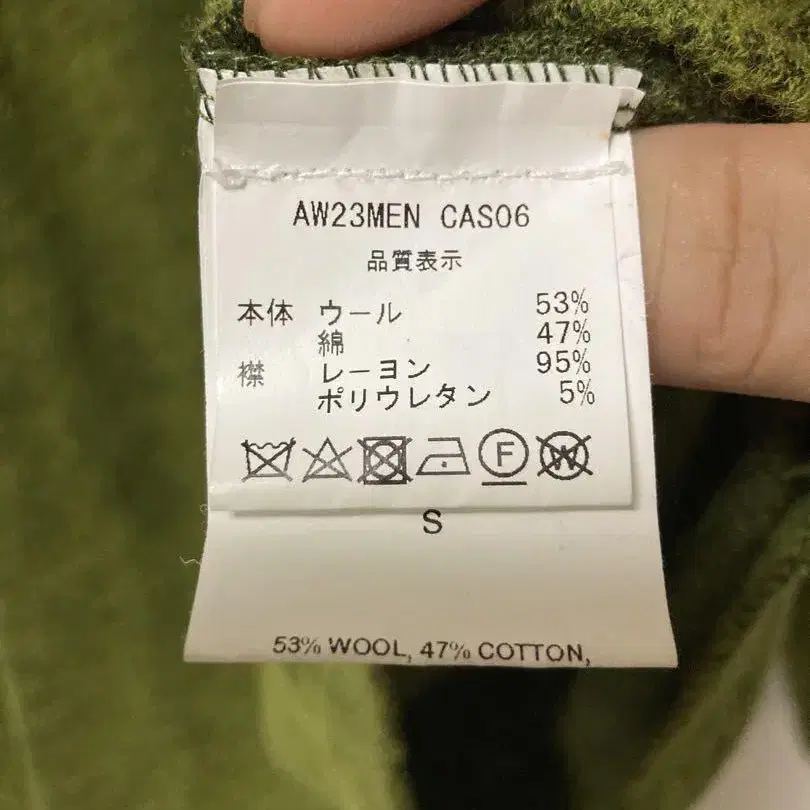 AW23MEN CAS06
品質表示
本体 ウール 53%
綿 47%
襟 レーヨン 95%
ポリウレタン 5%
F W
S
53% WOOL, 47% COTTON,